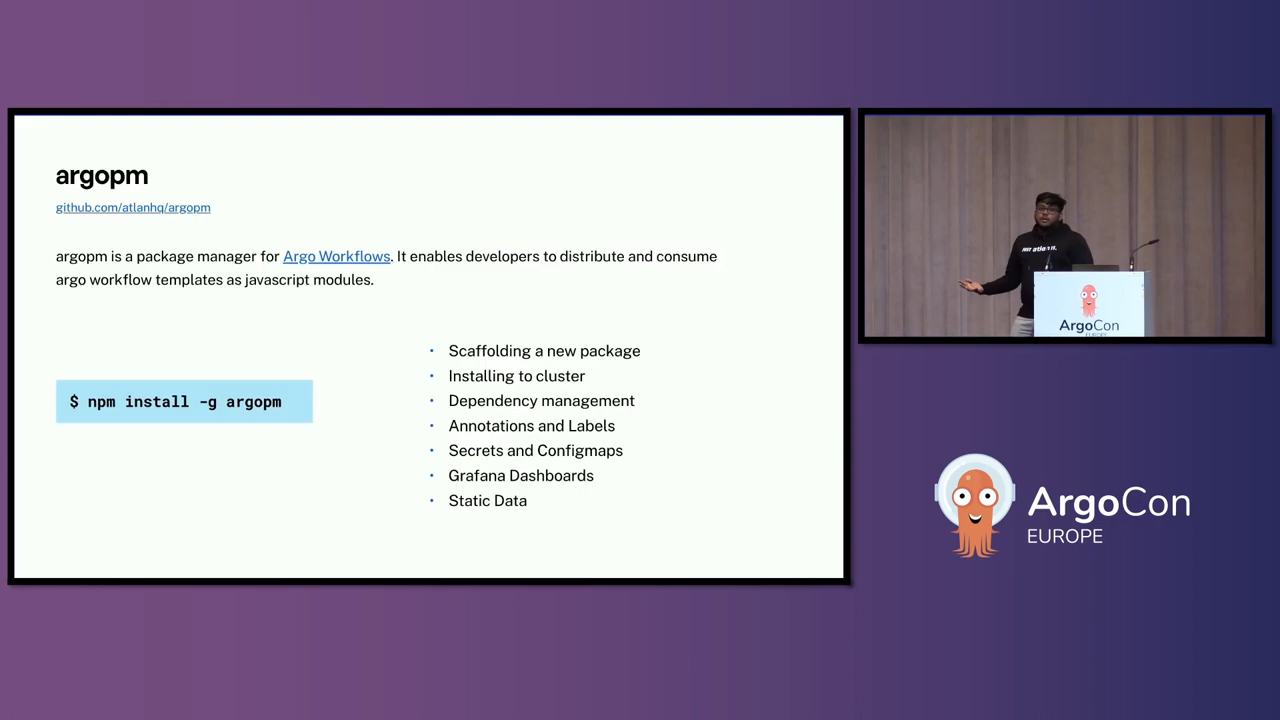 argopm
github.com/atlanhq/argopm
argopm is a package manager for Argo Workflows. It enables developers to distribute and consume
argo workflow templates as javascript modules.
$ npm install -g argopm
• Scaffolding a new package
• Installing to cluster
• Dependency management
• Annotations and Labels
• Secrets and Configmaps
• Grafana Dashboards
• Static Data
ArgoCon
EUROPE
ArgoCon
EUROPE